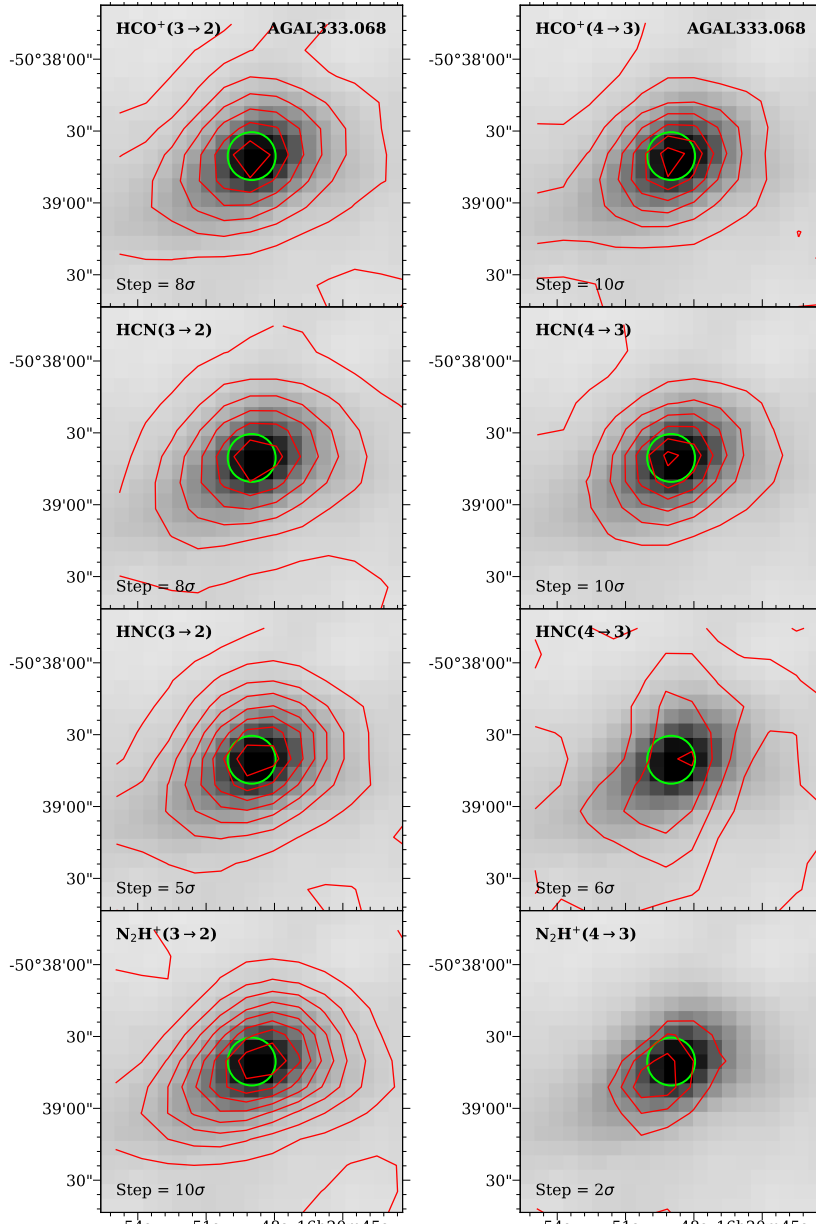 HCO⁺(3→2) AGAL333.068
-50°38'00"
30"
39'00"
30"
Step = 8σ
HCO⁺(4→3) AGAL333.068
Step = 10σ
HCN(3→2)
-50°38'00"
30"
39'00"
30"
Step = 8σ
HCN(4→3)
Step = 10σ
HNC(3→2)
-50°38'00"
30"
39'00"
30"
Step = 5σ
HNC(4→3)
Step = 6σ
N₂H⁺(3→2)
-50°38'00"
30"
39'00"
30"
Step = 10σ
N₂H⁺(4→3)
Step = 2σ